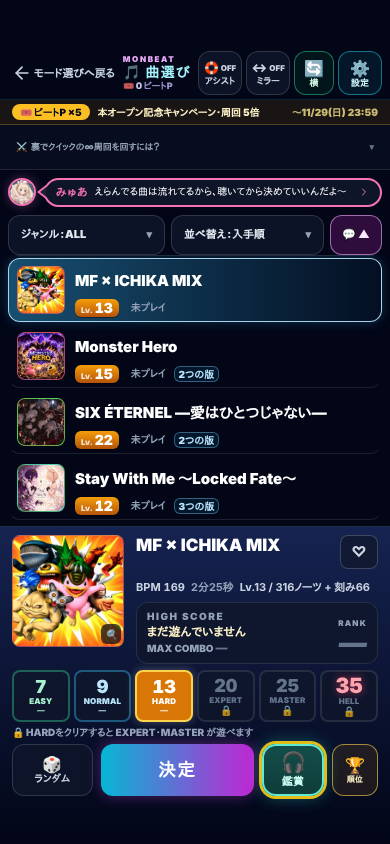 MONBEAT
← モード選びへ戻る
🎵 曲選び
🎟 0 ビートP
OFF
アシスト
OFF
ミラー
横
設定
ビートP ×5 本オープン記念キャンペーン・周回 5倍 〜11/29(日) 23:59
⚔ 裏でクイックの∞周回を回すには? ▼
みゅあ えらんでる曲は流れてるから、聴いてから決めていいんだよ〜 〉
ジャンル:ALL ▼
並べ替え:入手順 ▼
💬▲
MF × ICHIKA MIX
Lv. 13 未プレイ
Monster Hero
Lv. 15 未プレイ 2つの版
SIX ÉTERNEL —愛はひとつじゃない—
Lv. 22 未プレイ 2つの版
Stay With Me 〜Locked Fate〜
Lv. 12 未プレイ 3つの版
MF × ICHIKA MIX
BPM 169 2分25秒 Lv.13 / 316ノーツ + 刻み66
HIGH SCORE
まだ遊んでいません
MAX COMBO —
RANK
—
7
EASY
—
9
NORMAL
—
13
HARD
—
20
EXPERT
25
MASTER
35
HELL
🔒 HARDをクリアすると EXPERT・MASTER が遊べます
ランダム
決定
鑑賞
順位